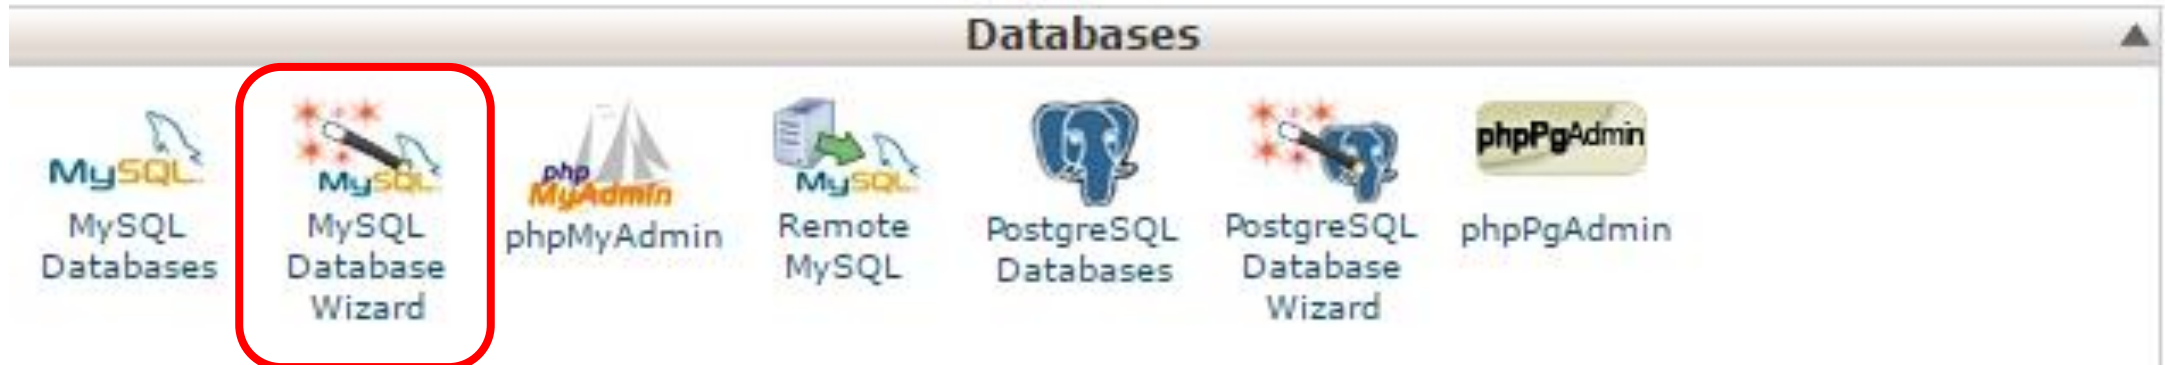 Databases
MySQL
MySQL
Databases
MySQL
MySQL
Database
Wizard
php
MyAdmin
phpMyAdmin
MySQL
Remote
MySQL
PostgreSQL
Databases
PostgreSQL
Database
Wizard
phpPgAdmin
phpPgAdmin